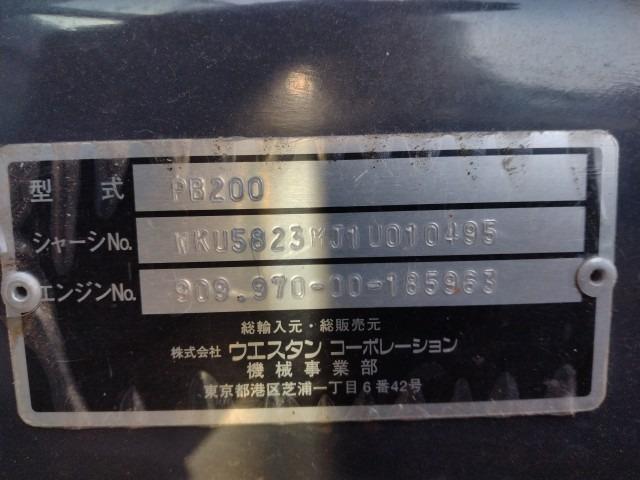 型式 PB200
シャーシNo. WKU5823MJ1U010495
エンジンNo. 909.970-00-185963
総輸入元・総販売元
株式会社 ウエスタン コーポレーション
機械事業部
東京都港区芝浦一丁目6番42号